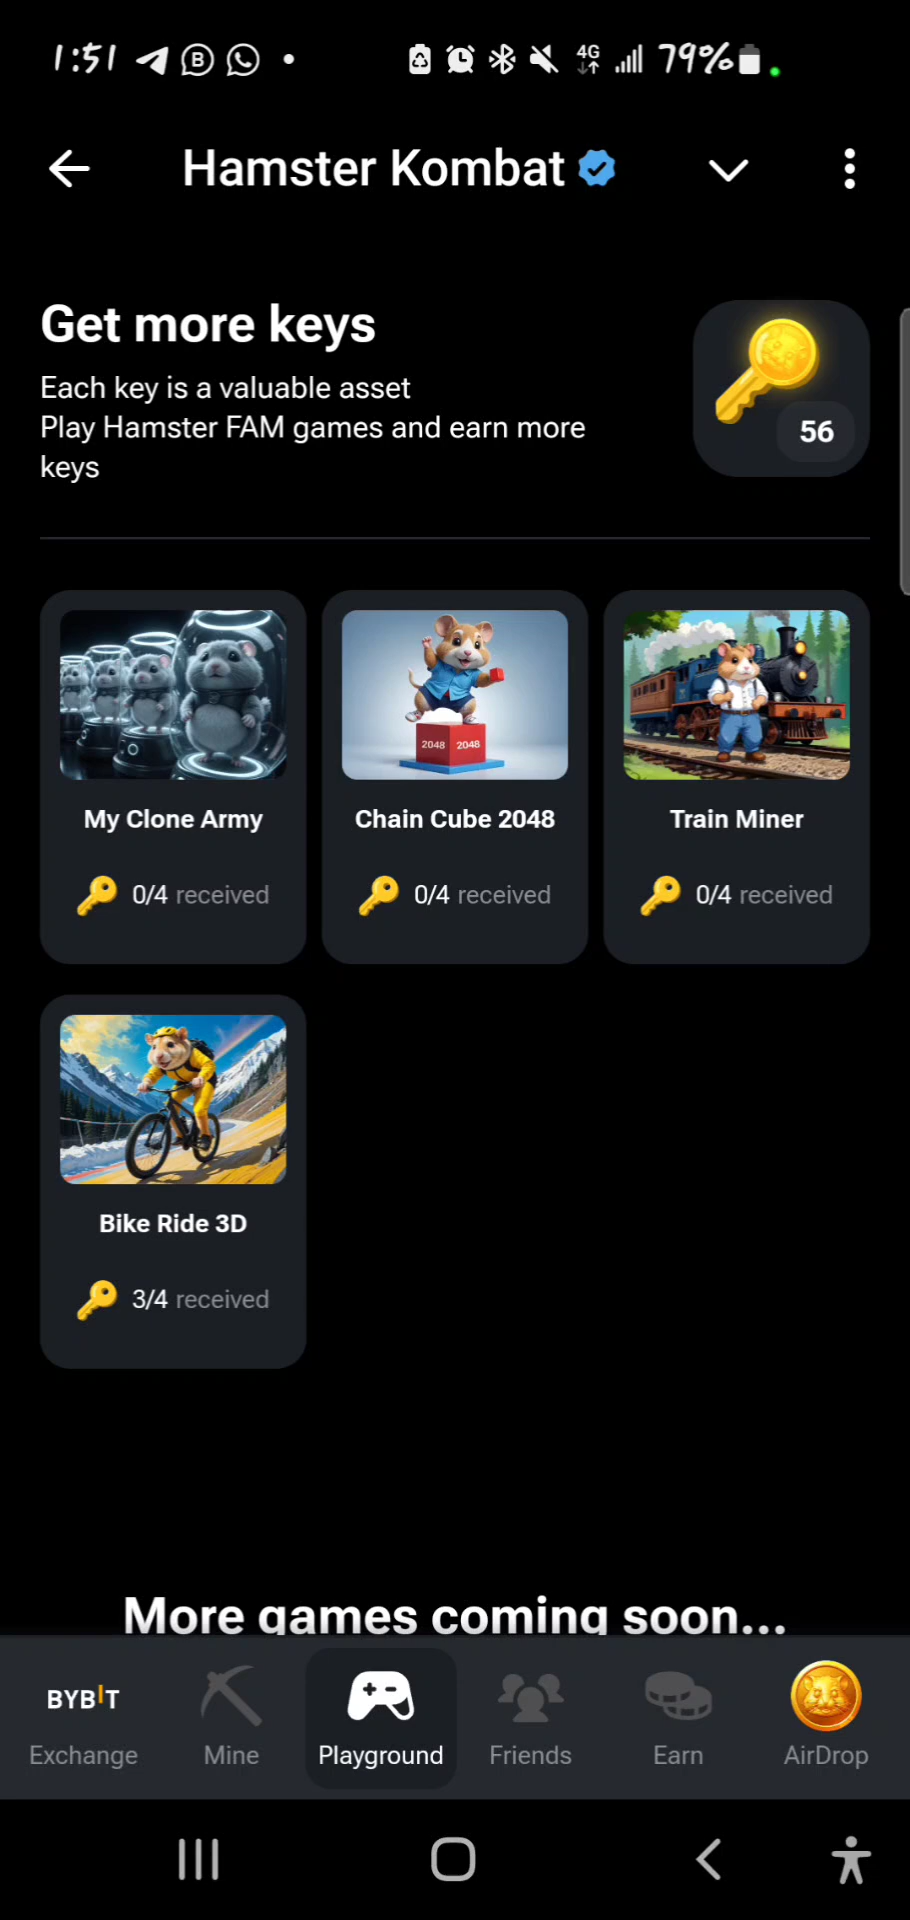 1:51
4G
79%
Hamster Kombat
Get more keys
Each key is a valuable asset
Play Hamster FAM games and earn more
keys
56
2048 2048
My Clone Army
Chain Cube 2048
Train Miner
0/4 received
0/4 received
0/4 received
Bike Ride 3D
3/4 received
More games coming soon...
BYBIT
Exchange
Mine
Playground
Friends
Earn
AirDrop